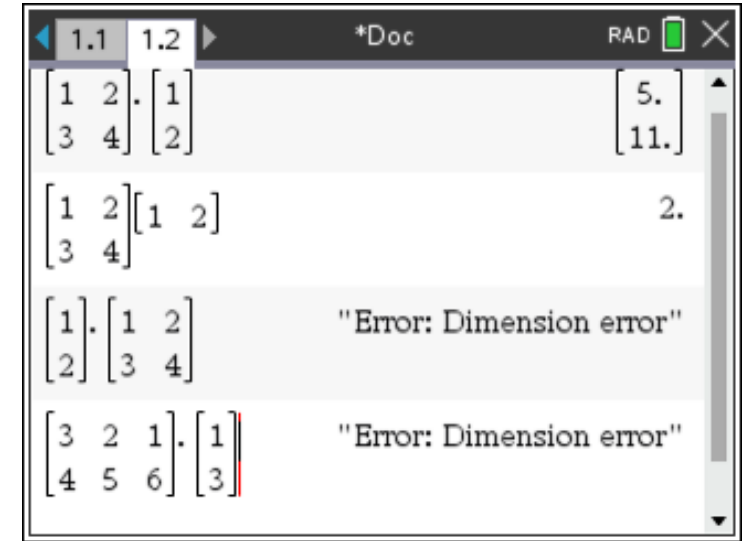 1.1 1.2 *Doc RAD
[1 2; 3 4]·[1; 2] [5.; 11.]
[1 2; 3 4][1 2] 2.
[1; 2]·[1 2; 3 4] "Error: Dimension error"
[3 2 1; 4 5 6]·[1; 3] "Error: Dimension error"